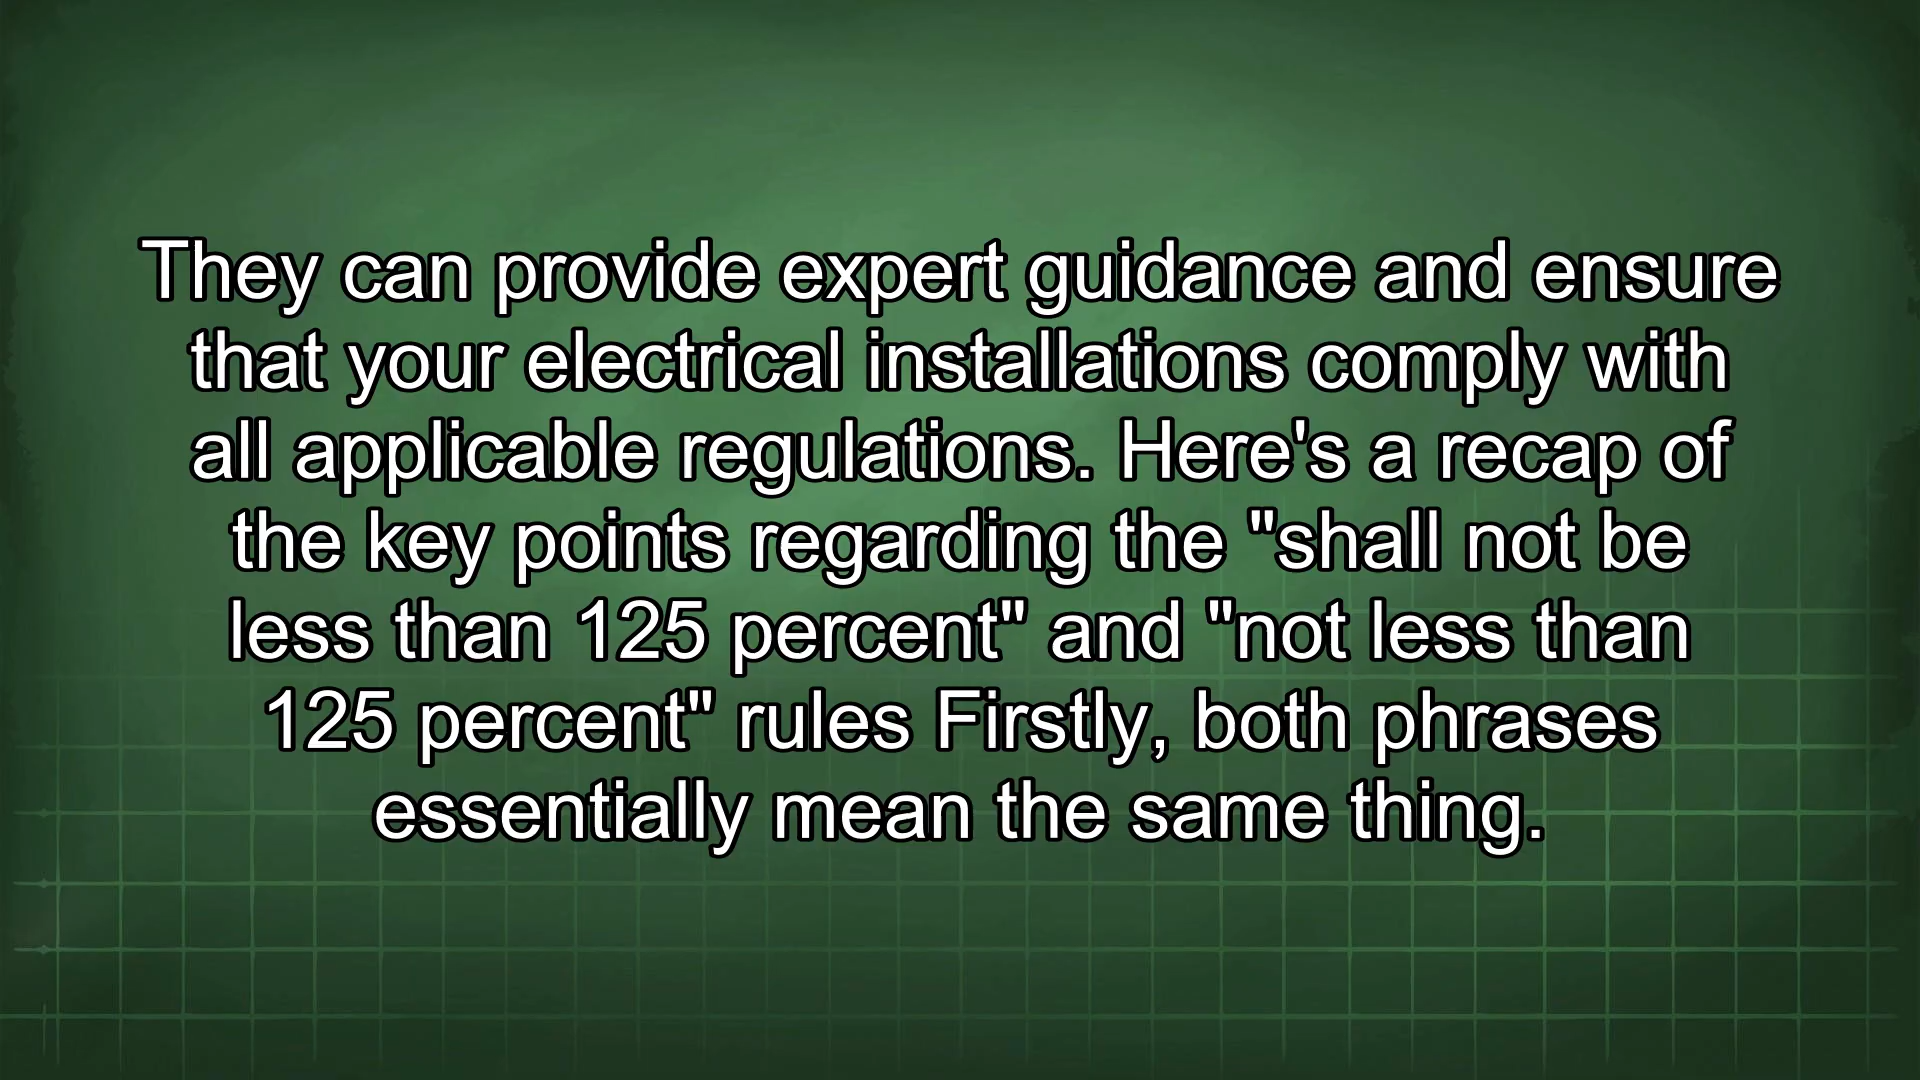 They can provide expert guidance and ensure
that your electrical installations comply with
all applicable regulations. Here's a recap of
the key points regarding the "shall not be
less than 125 percent" and "not less than
125 percent" rules Firstly, both phrases
essentially mean the same thing.